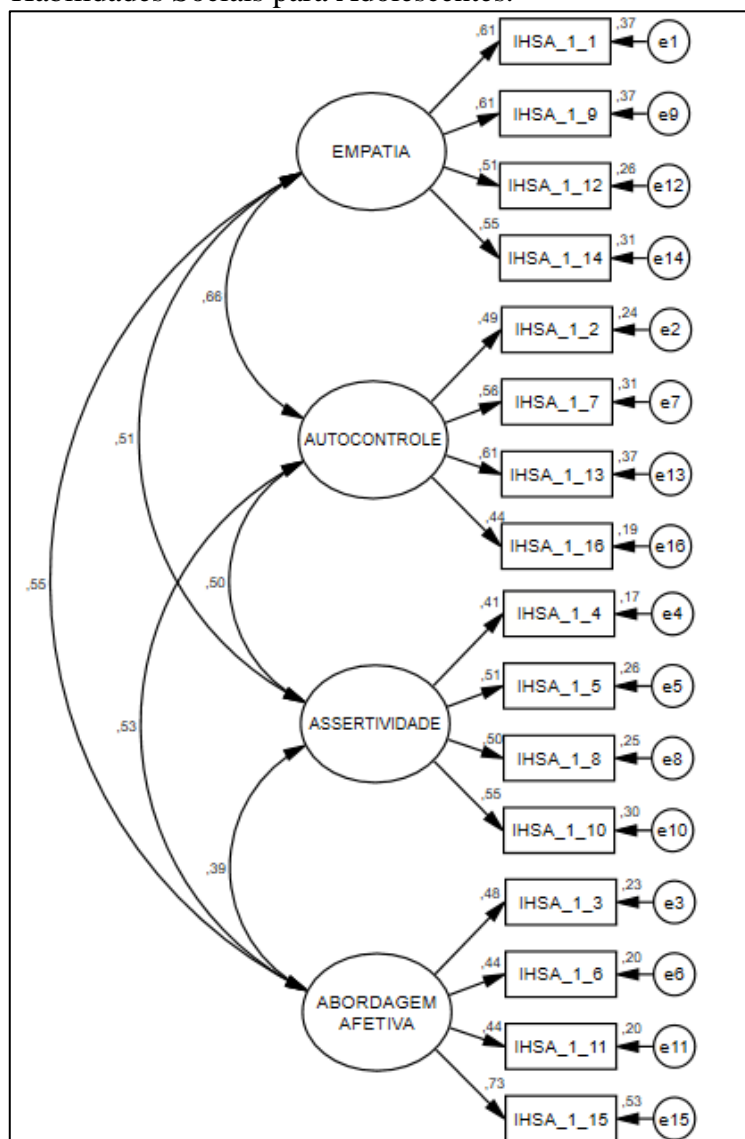 Habilidades Sociais para Adolescentes.
,61 IHSA_1_1 ,37 e1
,61 IHSA_1_9 ,37 e9
EMPATIA
,51 IHSA_1_12 ,26 e12
,55 IHSA_1_14 ,31 e14
,66
,49 IHSA_1_2 ,24 e2
,56 IHSA_1_7 ,31 e7
,51 AUTOCONTROLE
,61 IHSA_1_13 ,37 e13
,44 IHSA_1_16 ,19 e16
,55 ,50
,41 IHSA_1_4 ,17 e4
,51 IHSA_1_5 ,26 e5
,53 ASSERTIVIDADE
,50 IHSA_1_8 ,25 e8
,55 IHSA_1_10 ,30 e10
,39
,48 IHSA_1_3 ,23 e3
,44 IHSA_1_6 ,20 e6
ABORDAGEM
AFETIVA
,44 IHSA_1_11 ,20 e11
,73 IHSA_1_15 ,53 e15